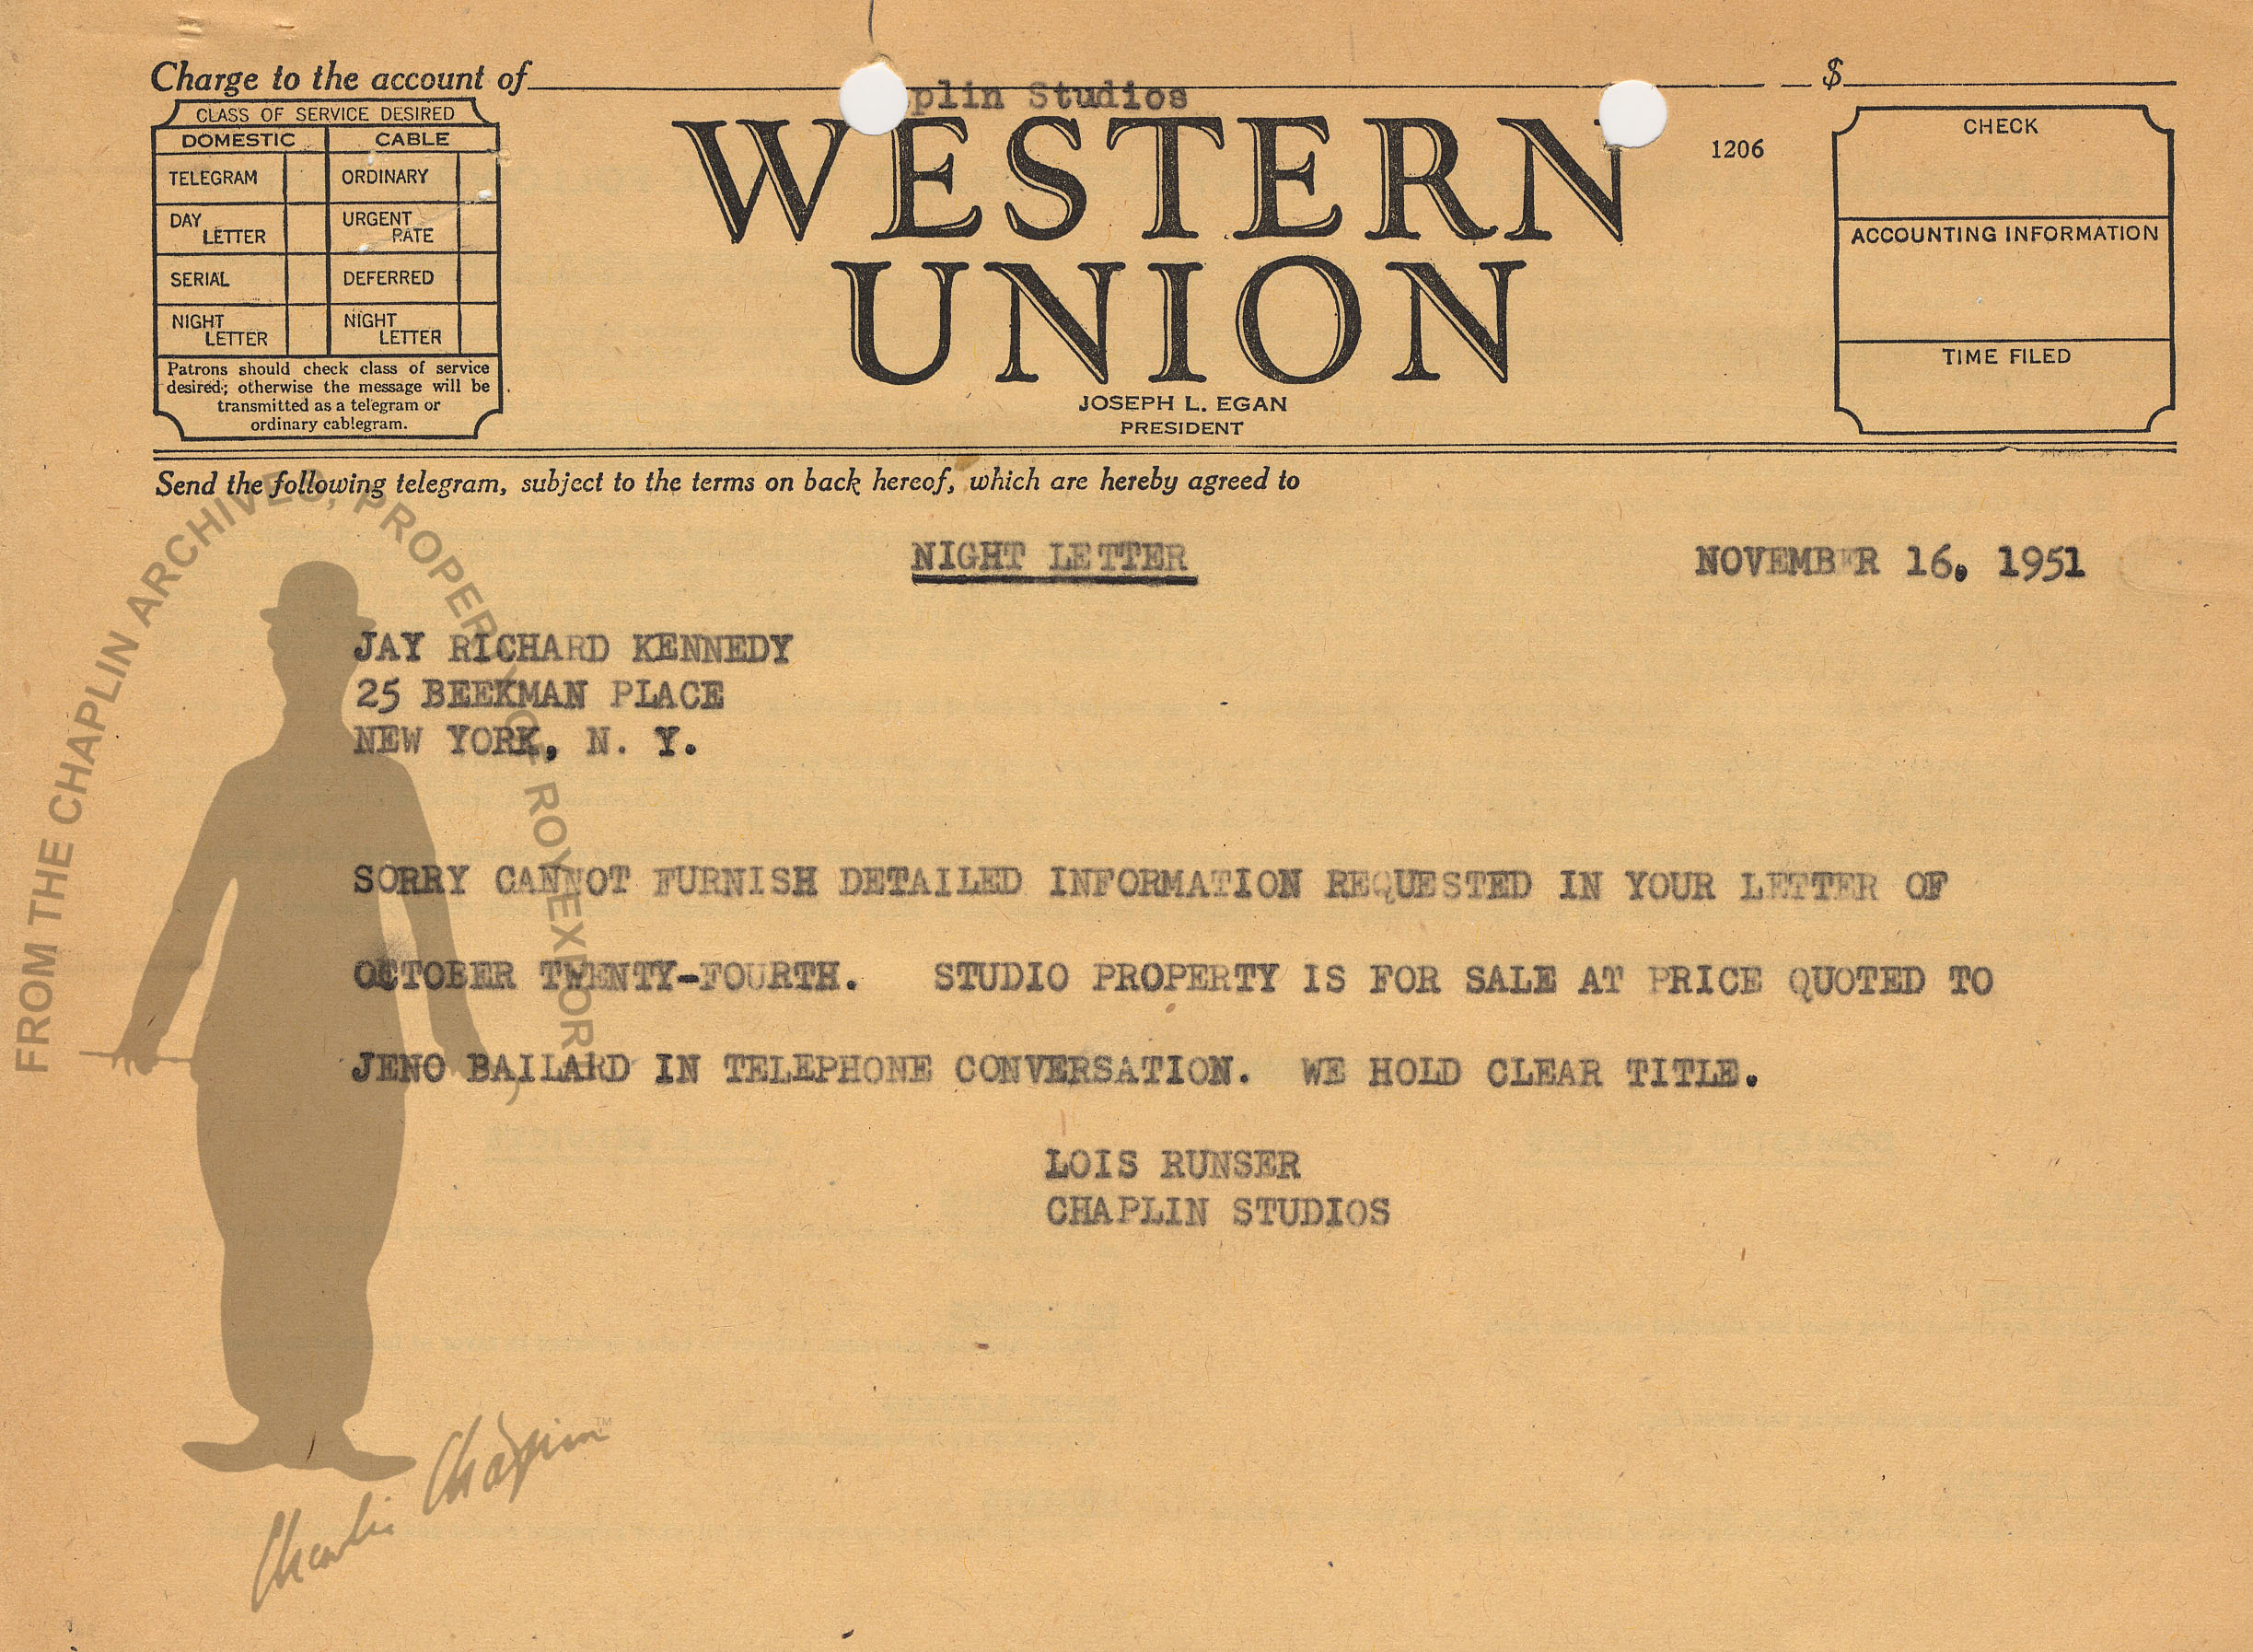 Charge to the account of
plin Studios
$
CLASS OF SERVICE DESIRED
DOMESTIC CABLE
TELEGRAM ORDINARY
DAY LETTER URGENT RATE
SERIAL DEFERRED
NIGHT LETTER NIGHT LETTER
Patrons should check class of service
desired; otherwise the message will be
transmitted as a telegram or
ordinary cablegram.
WESTERN
UNION
1206
JOSEPH L. EGAN
PRESIDENT
CHECK
ACCOUNTING INFORMATION
TIME FILED
Send the following telegram, subject to the terms on back hereof, which are hereby agreed to
NIGHT LETTER
NOVEMBER 16. 1951
JAY RICHARD KENNEDY
25 BEEKMAN PLACE
NEW YORK, N. Y.
SORRY CANNOT FURNISH DETAILED INFORMATION REQUESTED IN YOUR LETTER OF
OCTOBER TWENTY-FOURTH. STUDIO PROPERTY IS FOR SALE AT PRICE QUOTED TO
JENO BAILARD IN TELEPHONE CONVERSATION. WE HOLD CLEAR TITLE.
LOIS RUNSER
CHAPLIN STUDIOS
FROM THE CHAPLIN ARCHIVES, PROPERTY OF ROY EXPORT
Charlie Chaplin™